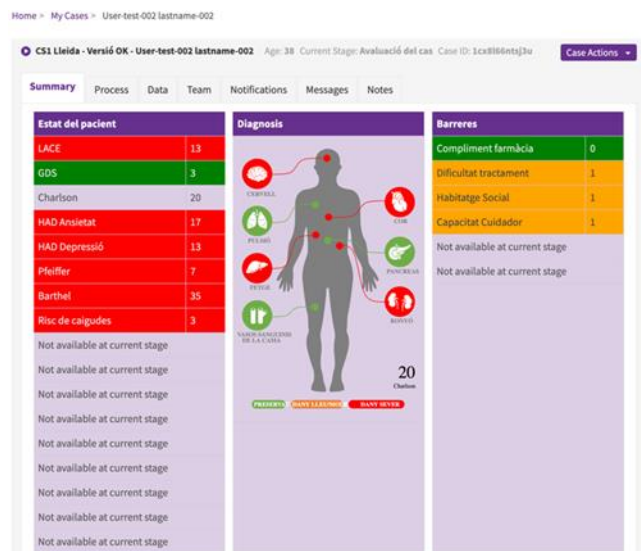 Home > My Cases > User-test-002 lastname-002
CS1 Lleida - Versió OK - User-test-002 lastname-002 Age: 38 Current Stage: Avaluació del cas Case ID: 1cx8l66ntsj3u Case Actions
Summary Process Data Team Notifications Messages Notes
Estat del pacient
LACE 13
GDS 3
Charlson 20
HAD Ansietat 17
HAD Depressió 13
Pfeiffer 7
Barthel 35
Risc de caigudes 3
Not available at current stage
Not available at current stage
Not available at current stage
Not available at current stage
Not available at current stage
Not available at current stage
Not available at current stage
Not available at current stage
Not available at current stage
Diagnosis
CERVELL
COR
PULMÓ
PANCREAS
FETGE
RONYÓ
VASOS SANGUINIS
DE LA CAMA
20
Charlson
DANY SEVER
Barreres
Compliment farmàcia 0
Dificultat tractament 1
Habitatge Social 1
Capacitat Cuidador 1
Not available at current stage
Not available at current stage